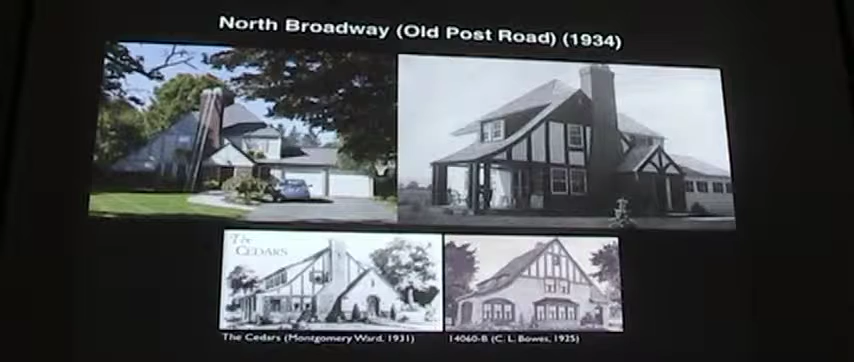 North Broadway (Old Post Road) (1934)
The
CEDARS
The Cedars (Montgomery Ward, 1931)
14060-B (C. L. Bowes, 1925)